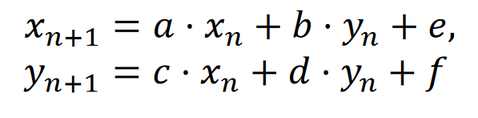 xₙ₊₁ = a · xₙ + b · yₙ + e,
yₙ₊₁ = c · xₙ + d · yₙ + f